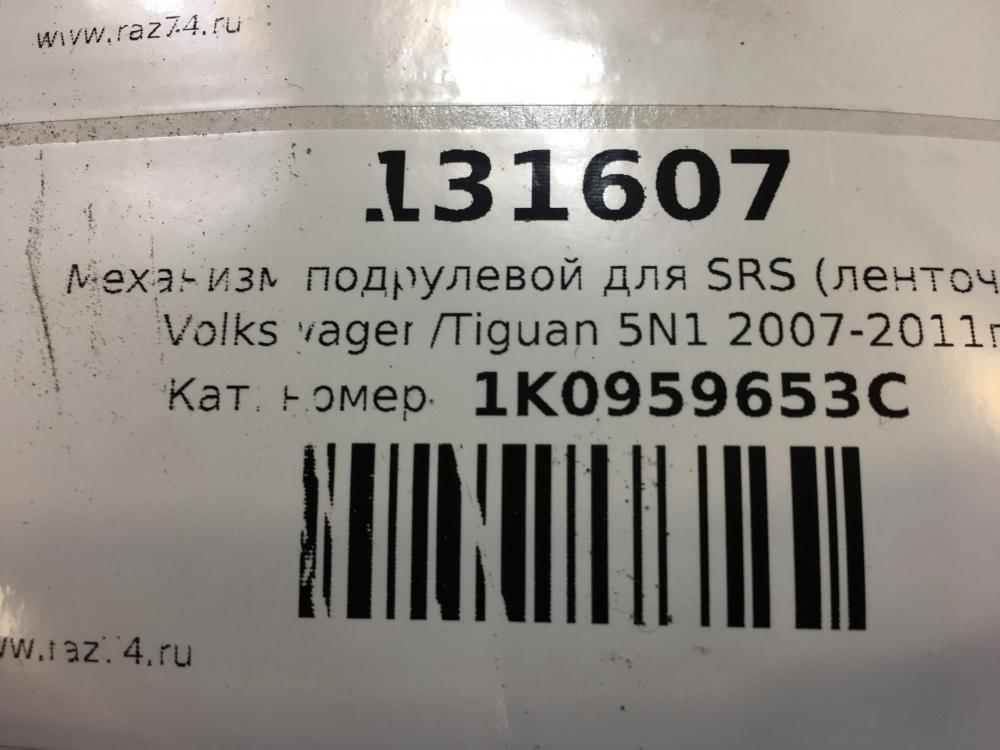 www.raz74.ru
131607
Механизм подрулевой для SRS (ленточ
Volkswagen /Tiguan 5N1 2007-2011г
Кат. номер 1K0959653C
ww.raz74.ru